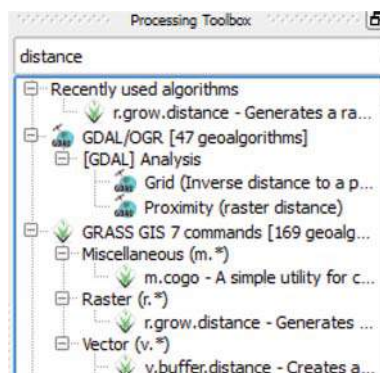 Processing Toolbox
distance
Recently used algorithms
r.grow.distance - Generates a ra...
GDAL/OGR [47 geoalgorithms]
[GDAL] Analysis
Grid (Inverse distance to a p...
Proximity (raster distance)
GRASS GIS 7 commands [169 geoalg...
Miscellaneous (m.*)
m.cogo - A simple utility for c...
Raster (r.*)
r.grow.distance - Generates ...
Vector (v.*)
v.buffer.distance - Creates a...